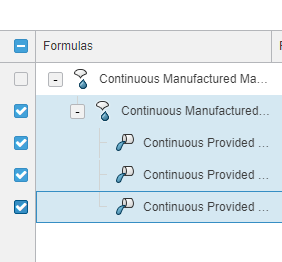 Formulas
Continuous Manufactured Ma...
Continuous Manufactured...
Continuous Provided ...
Continuous Provided ...
Continuous Provided ...